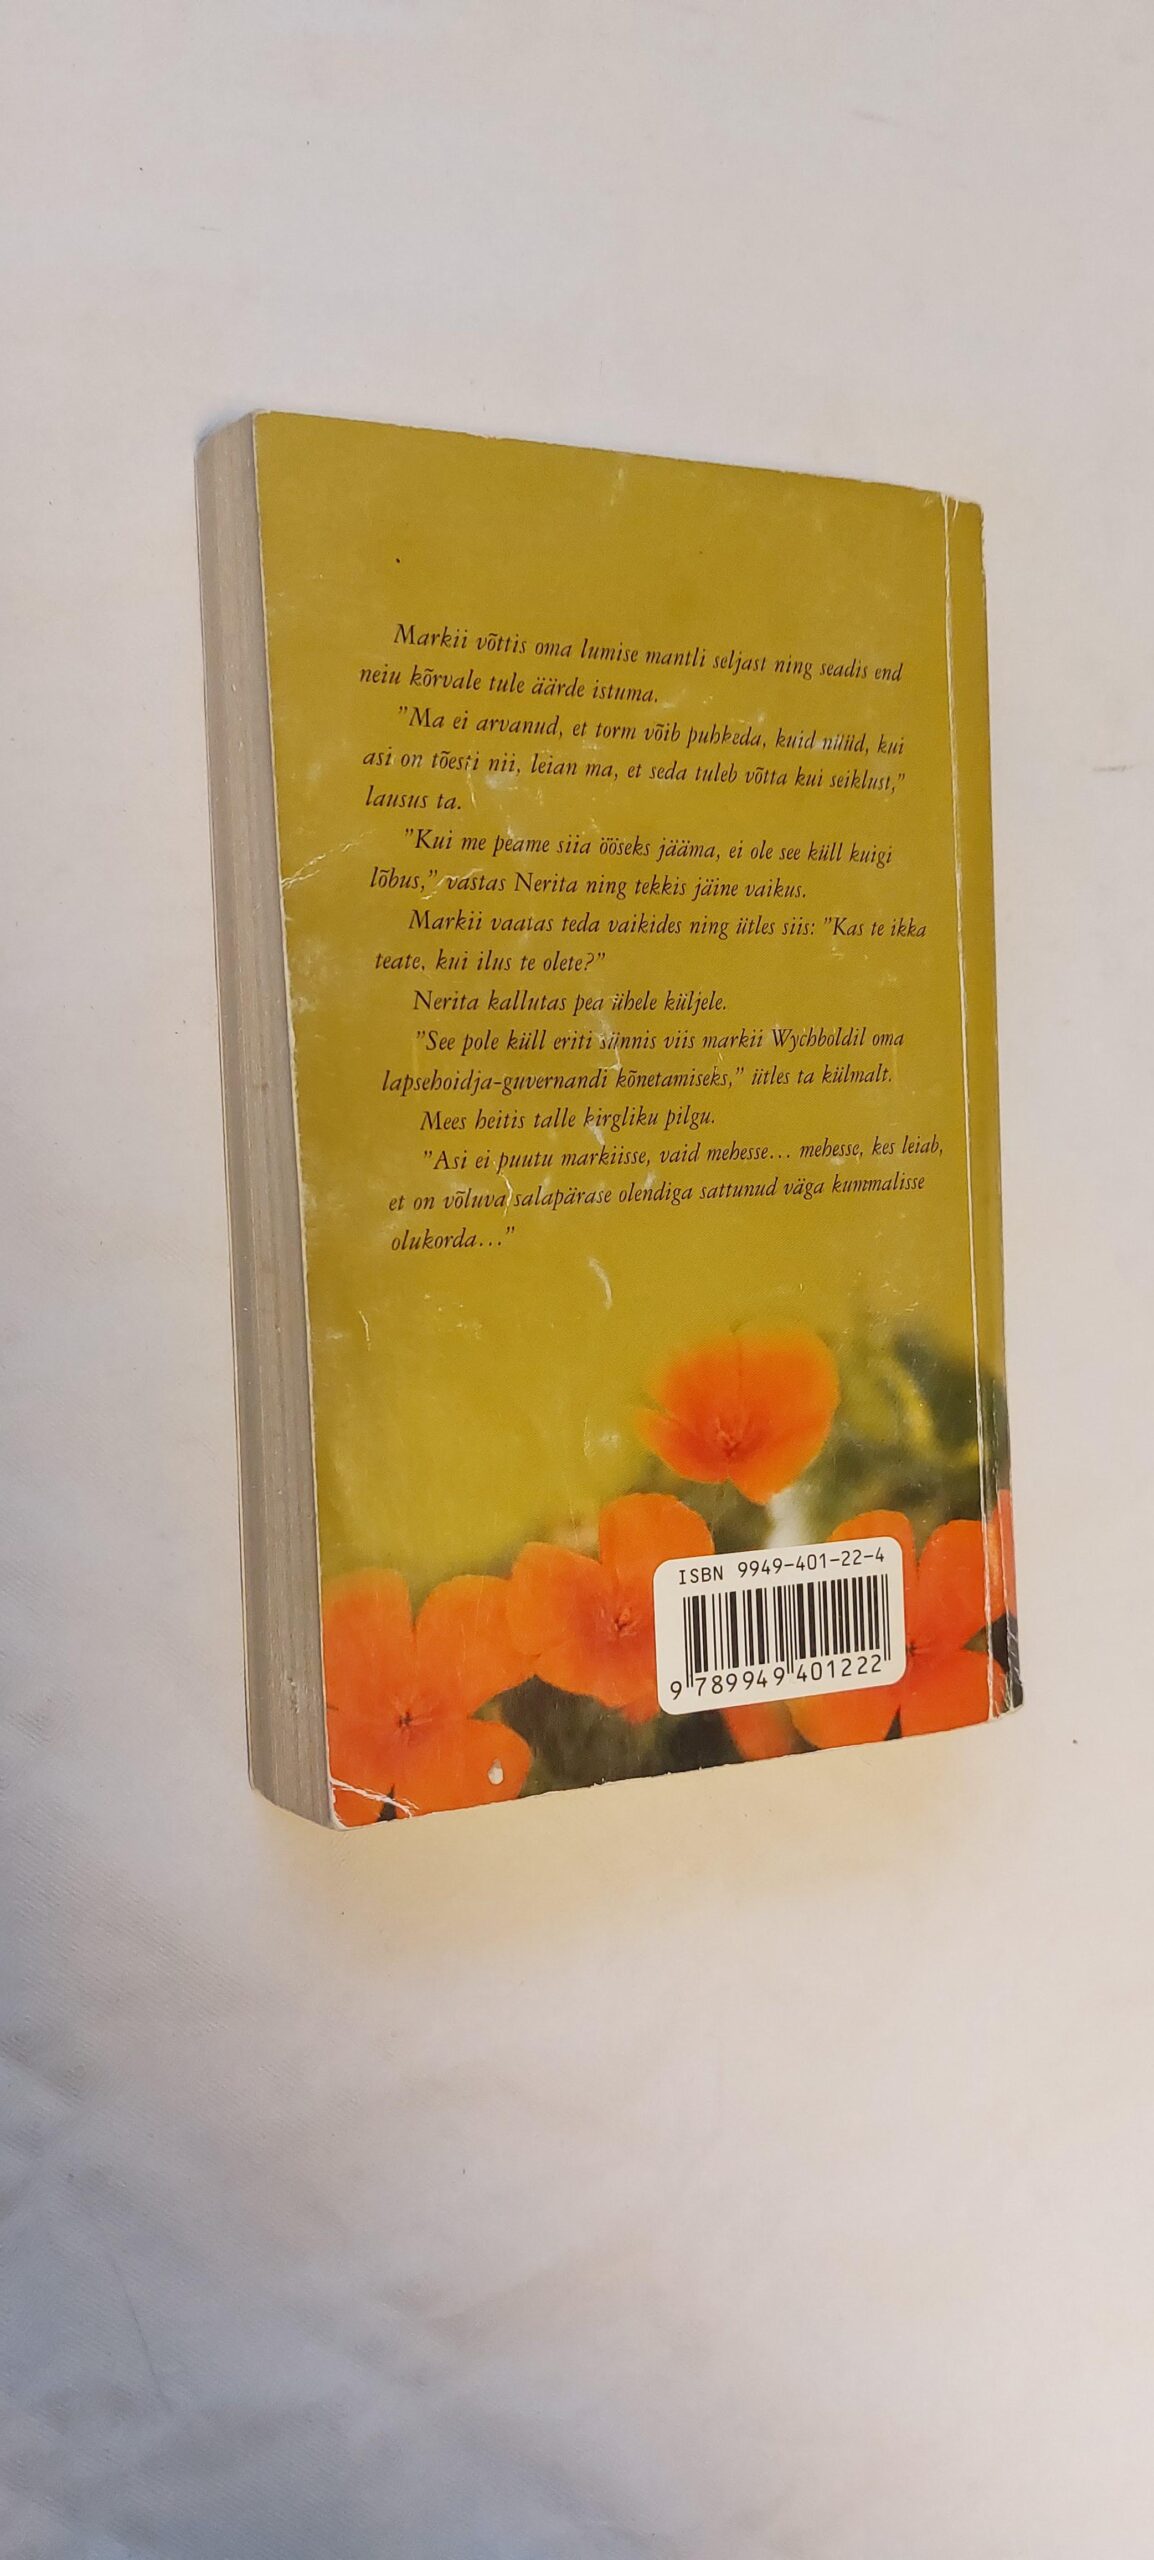 Markii võttis oma lumise mantli seljast ning seadis end
neiu kõrvale tule äärde istuma.
”Ma ei arvanud, et torm võib puhkeda, kuid nüüd, kui
asi on tõesti nii, leian ma, et seda tuleb võtta kui seiklust,”
lausus ta.
”Kui me peame siia ööseks jääma, ei ole see küll kuigi
lõbus,” vastas Nerita ning tekkis jäine vaikus.
Markii vaatas teda vaikides ning ütles siis: ”Kas te ikka
teate, kui ilus te olete?”
Nerita kallutas pea ühele küljele.
”See pole küll eriti sünnis viis markii Wychboldil oma
lapsehoidja-guvernandi kõnetamiseks,” ütles ta külmalt.
Mees heitis talle kirgliku pilgu.
”Asi ei puutu markiisse, vaid mehesse... mehesse, kes leiab,
et on võluva salapärase olendiga sattunud väga kummalisse
olukorda...”
ISBN 9949-401-22-4
9 789949 401222